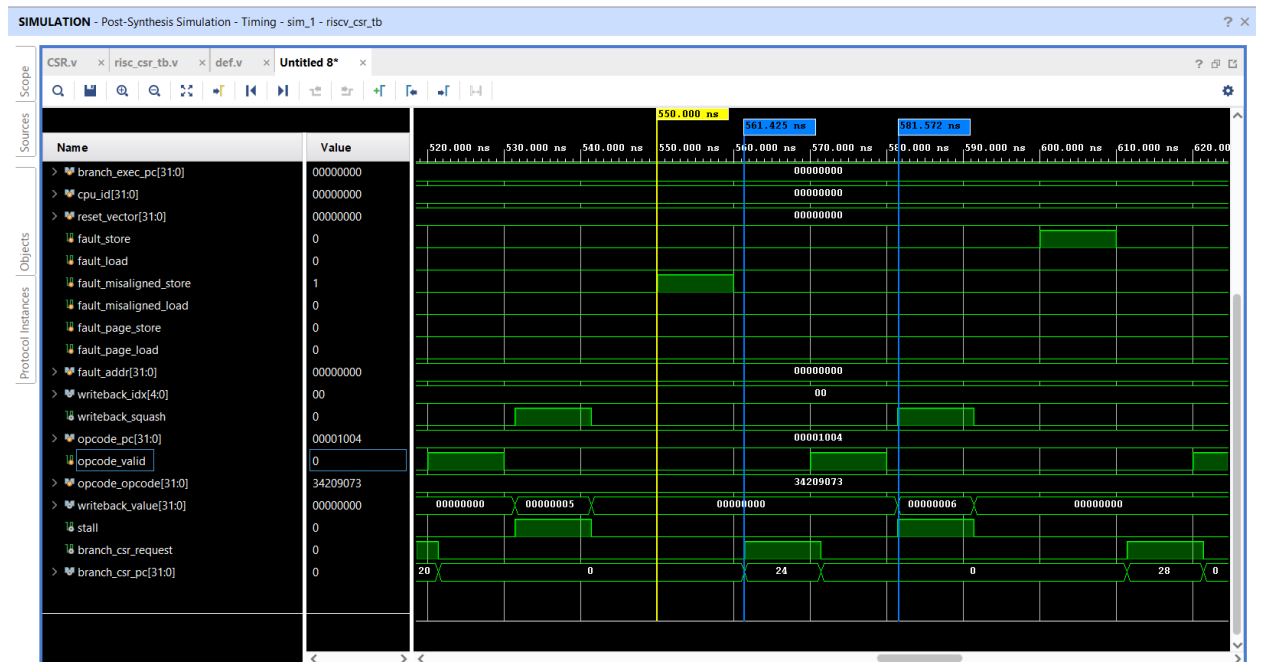 SIMULATION - Post-Synthesis Simulation - Timing - sim_1 - riscv_csr_tb
CSR.v × risc_csr_tb.v × def.v × Untitled 8* ×
Scope
Sources
Objects
Protocol Instances
550.000 ns
561.425 ns 581.572 ns
Name Value 520.000 ns 530.000 ns 540.000 ns 550.000 ns 560.000 ns 570.000 ns 580.000 ns 590.000 ns 600.000 ns 610.000 ns 620.00
branch_exec_pc[31:0] 00000000 00000000
cpu_id[31:0] 00000000 00000000
reset_vector[31:0] 00000000 00000000
fault_store 0
fault_load 0
fault_misaligned_store 1
fault_misaligned_load 0
fault_page_store 0
fault_page_load 0
fault_addr[31:0] 00000000 00000000
writeback_idx[4:0] 00 00
writeback_squash 0
opcode_pc[31:0] 00001004 00001004
opcode_valid 0
opcode_opcode[31:0] 34209073 34209073
writeback_value[31:0] 00000000 00000000 00000005 00000000 00000006 00000000
stall 0
branch_csr_request 0
branch_csr_pc[31:0] 0 20 0 24 0 28 0